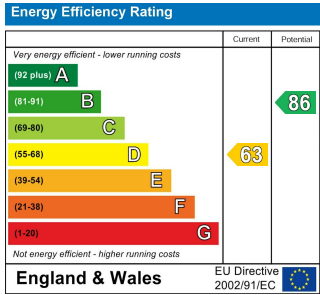 Energy Efficiency Rating
Current Potential
Very energy efficient - lower running costs
(92 plus) A
(81-91) B
86
(69-80) C
(55-68) D
63
(39-54) E
(21-38) F
(1-20) G
Not energy efficient - higher running costs
England & Wales
EU Directive
2002/91/EC